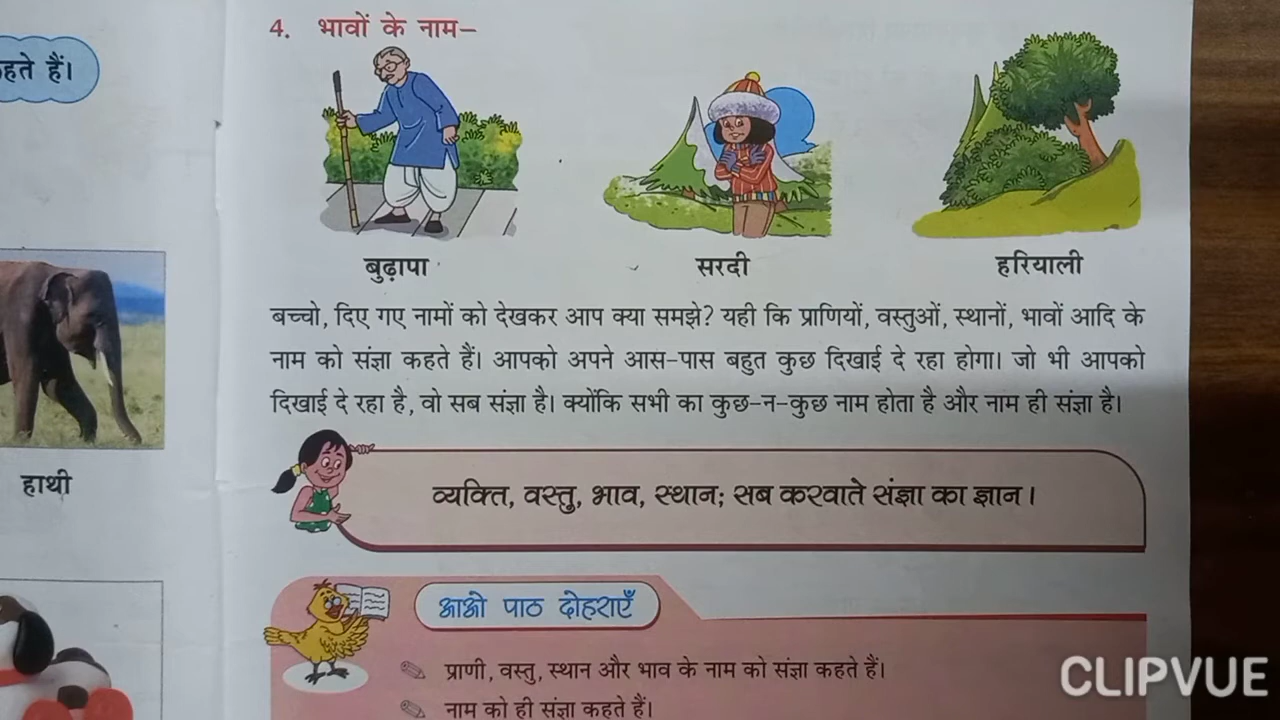 हते हैं।
हाथी
4. भावों के नाम–
बुढ़ापा
सरदी
हरियाली
बच्चो, दिए गए नामों को देखकर आप क्या समझे? यही कि प्राणियों, वस्तुओं, स्थानों, भावों आदि के
नाम को संज्ञा कहते हैं। आपको अपने आस-पास बहुत कुछ दिखाई दे रहा होगा। जो भी आपको
दिखाई दे रहा है, वो सब संज्ञा है। क्योंकि सभी का कुछ-न-कुछ नाम होता है और नाम ही संज्ञा है।
व्यक्ति, वस्तु, भाव, स्थान; सब करवाते संज्ञा का ज्ञान।
आओ पाठ दोहराएँ
प्राणी, वस्तु, स्थान और भाव के नाम को संज्ञा कहते हैं।
नाम को ही संज्ञा कहते हैं।
CLIPVUE